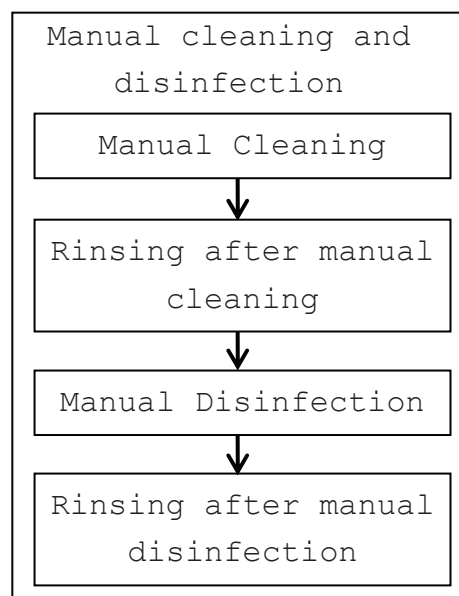 Manual cleaning and
disinfection
Manual Cleaning
Rinsing after manual
cleaning
Manual Disinfection
Rinsing after manual
disinfection